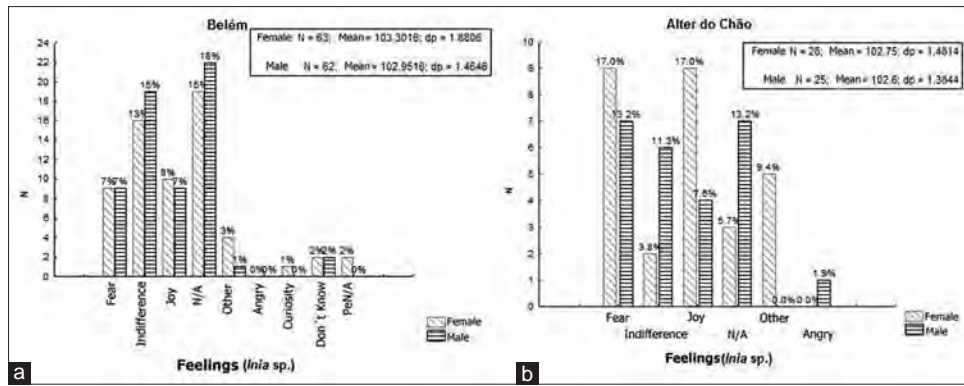 Belém
Female N = 63; Mean= 103.3016; dp = 1.8806
Male N = 62; Mean= 102.9516; dp = 1.4646
N
24
22
20
18
16
14
12
10
8
6
4
2
0
7%
7%
13%
15%
8%
7%
15%
18%
3%
1%
0%
0%
1%
0%
2%
2%
2%
0%
Fear
Indifference
Joy
N/A
Other
Angry
Curiosity
Don´t Know
PeN/A
Female
Male
Feelings (Inia sp.)
a
Alter do Chão
Female N = 28; Mean = 102.75; dp = 1.4814
Male N = 25; Mean= 102.6; dp = 1.3844
N
10
9
8
7
6
5
4
3
2
1
0
17.0%
13.2%
3.8%
11.3%
17.0%
7.6%
5.7%
13.2%
9.4%
0.0%
0.0%
1.9%
Fear
Indifference
Joy
N/A
Other
Angry
Female
Male
Feelings(Inia sp.)
b